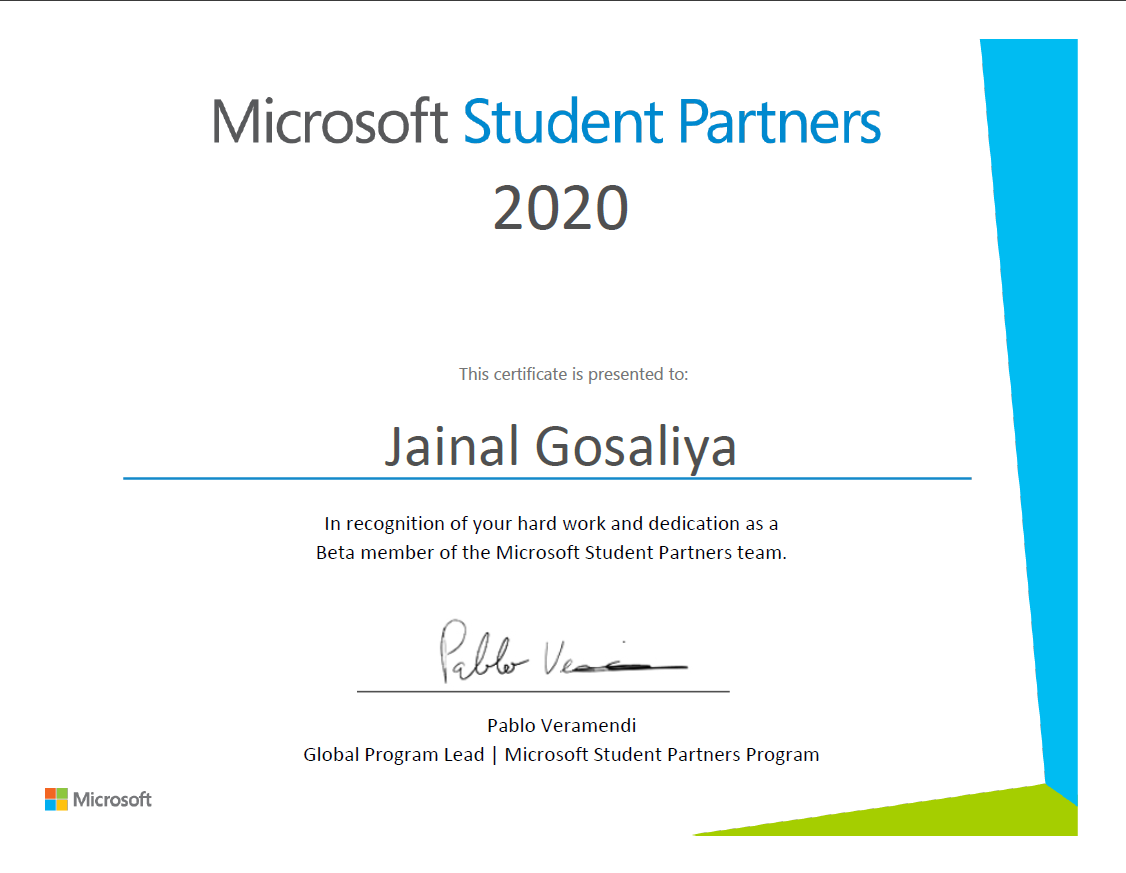 Microsoft Student Partners
2020
This certificate is presented to:
Jainal Gosaliya
In recognition of your hard work and dedication as a
Beta member of the Microsoft Student Partners team.
Pablo Ve
Pablo Veramendi
Global Program Lead | Microsoft Student Partners Program
Microsoft